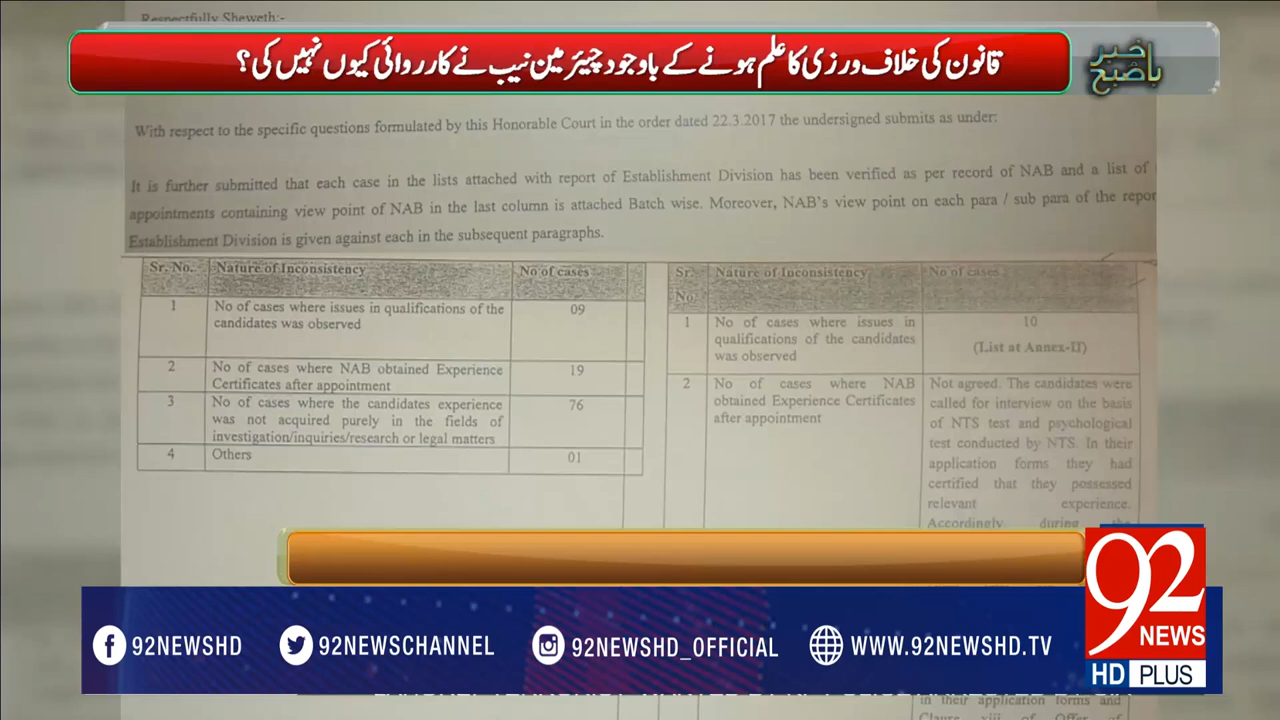 Respectfully Sheweth:-
قانون کی خلاف ورزی کا علم ہونے کے باوجود چیئرمین نیب نے کارروائی کیوں نہیں کی؟
باخبر
صبح
With respect to the specific questions formulated by this Honorable Court in the order dated 22.3.2017 the undersigned submits as under:
It is further submitted that each case in the lists attached with report of Establishment Division has been verified as per record of NAB and a list of
appointments containing view point of NAB in the last column is attached Batch wise. Moreover, NAB's view point on each para / sub para of the repor
Establishment Division is given against each in the subsequent paragraphs.
Sr. No. Nature of Inconsistency No of cases
1 No of cases where issues in qualifications of the 09
candidates was observed
2 No of cases where NAB obtained Experience 19
Certificates after appointment
3 No of cases where the candidates experience 76
was not acquired purely in the fields of
investigation/inquiries/research or legal matters
4 Others 01
Sr. Nature of Inconsistency No of cases
No.
1 No of cases where issues in 10
qualifications of the candidates (List at Annex-II)
was observed
2 No of cases where NAB Not agreed. The candidates were
obtained Experience Certificates called for interview on the basis
after appointment of NTS test and psychological
test conducted by NTS. In their
application forms they had
certified that they possessed
relevant experience.
Accordingly, during the
92
NEWS
HD PLUS
92NEWSHD 92NEWSCHANNEL 92NEWSHD_OFFICIAL WWW.92NEWSHD.TV
in their application forms and
Clause xiii of Offer of